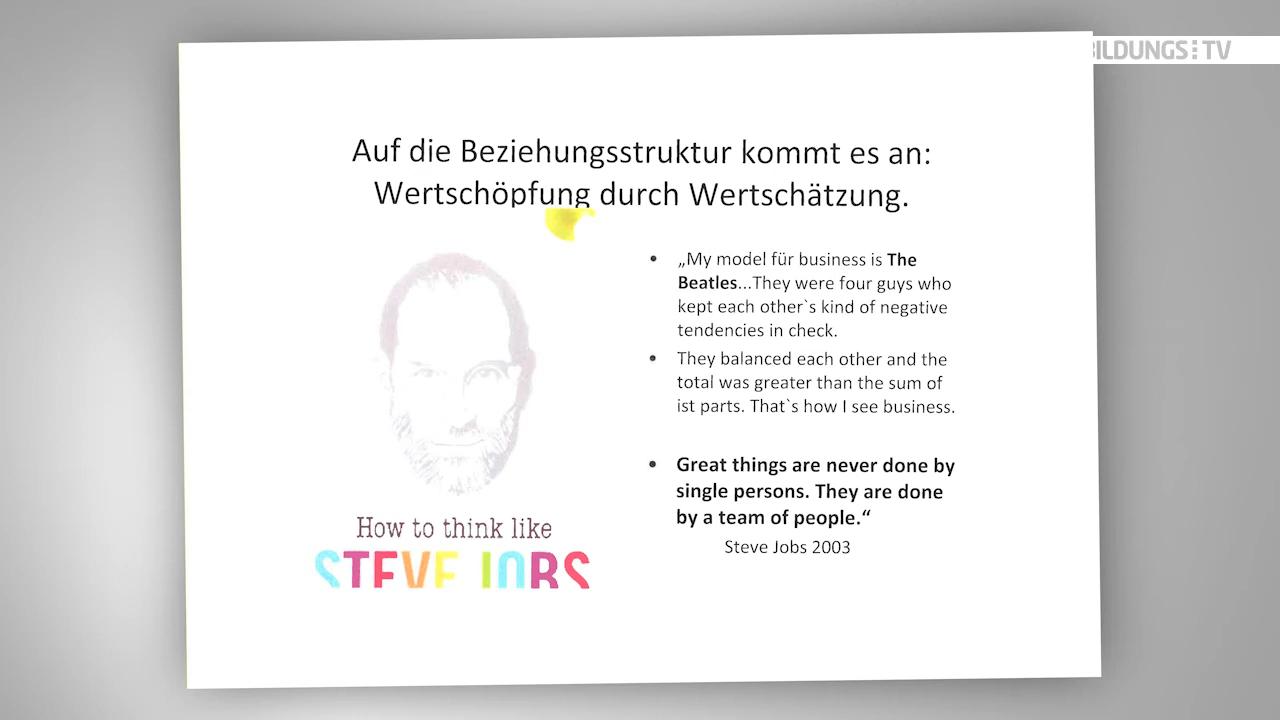 BILDUNGS TV
Auf die Beziehungsstruktur kommt es an:
Wertschöpfung durch Wertschätzung.
• „My model für business is The
Beatles...They were four guys who
kept each other`s kind of negative
tendencies in check.
• They balanced each other and the
total was greater than the sum of
ist parts. That`s how I see business.
• Great things are never done by
single persons. They are done
by a team of people.“
Steve Jobs 2003
How to think like
STEVE JOBS